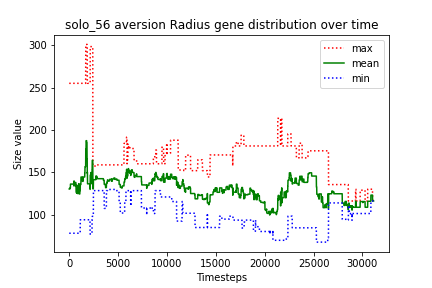 solo_56 aversion Radius gene distribution over time
max
mean
min
Size value
300
250
200
150
100
0
5000
10000
15000
20000
25000
30000
Timesteps